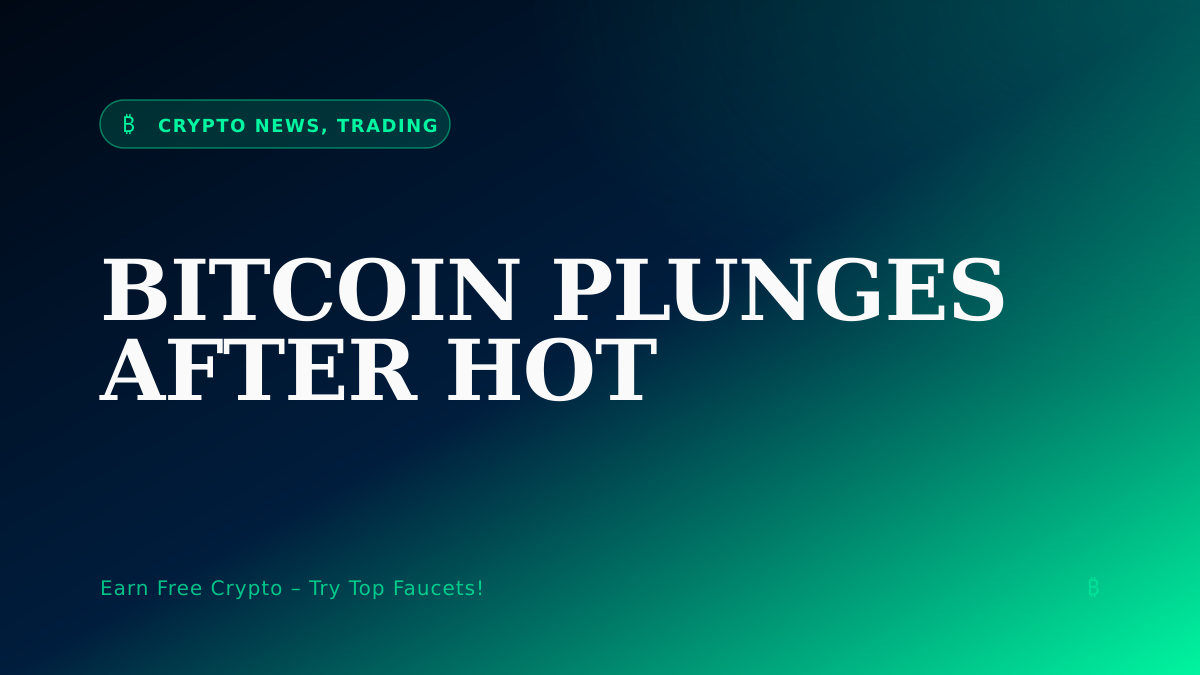 ₿ CRYPTO NEWS, TRADING
BITCOIN PLUNGES
AFTER HOT
Earn Free Crypto – Try Top Faucets!
₿